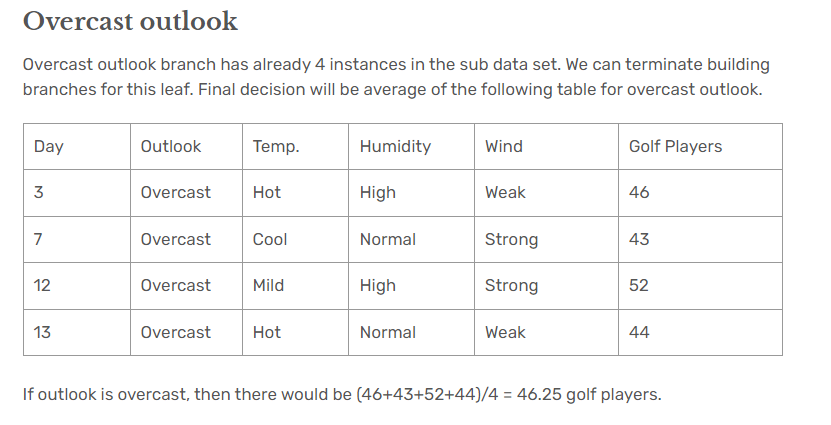 Overcast outlook
Overcast outlook branch has already 4 instances in the sub data set. We can terminate building
branches for this leaf. Final decision will be average of the following table for overcast outlook.
Day Outlook Temp. Humidity Wind Golf Players
3 Overcast Hot High Weak 46
7 Overcast Cool Normal Strong 43
12 Overcast Mild High Strong 52
13 Overcast Hot Normal Weak 44
If outlook is overcast, then there would be (46+43+52+44)/4 = 46.25 golf players.